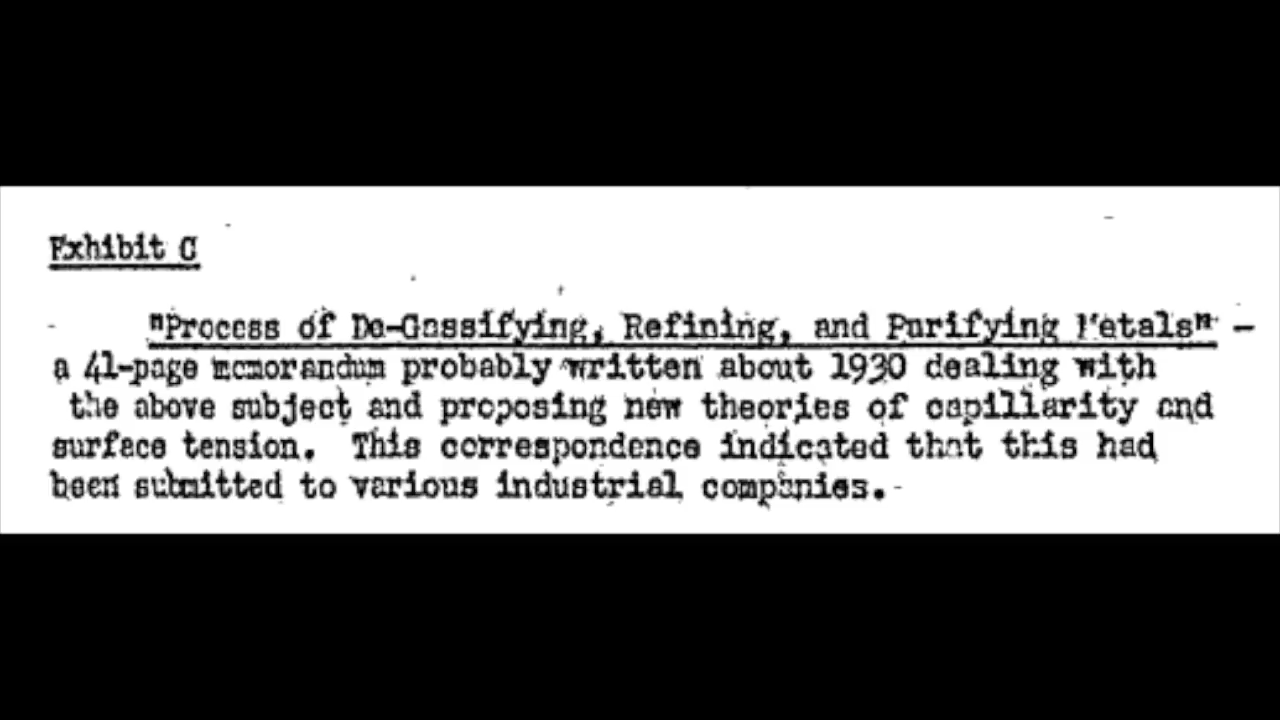 Exhibit C
"Process of De-Gassifying, Refining, and Purifying Metals" –
a 41-page memorandum probably written about 1930 dealing with
the above subject and proposing new theories of capillarity and
surface tension. This correspondence indicated that this had
been submitted to various industrial companies.